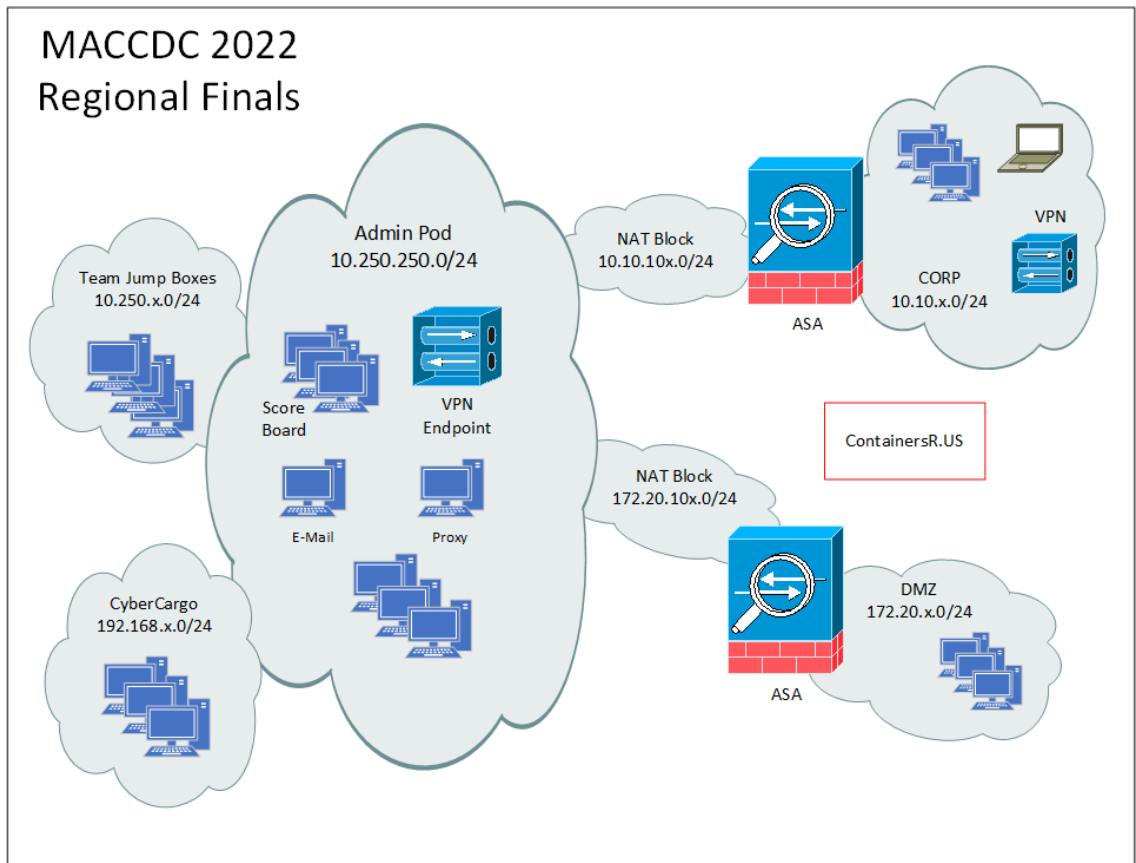 MACCDC 2022
Regional Finals
Team Jump Boxes
10.250.x.0/24
CyberCargo
192.168.x.0/24
Admin Pod
10.250.250.0/24
Score
Board
VPN
Endpoint
E-Mail
Proxy
NAT Block
10.10.10x.0/24
ASA
CORP
10.10.x.0/24
VPN
ContainersR.US
NAT Block
172.20.10x.0/24
ASA
DMZ
172.20.x.0/24